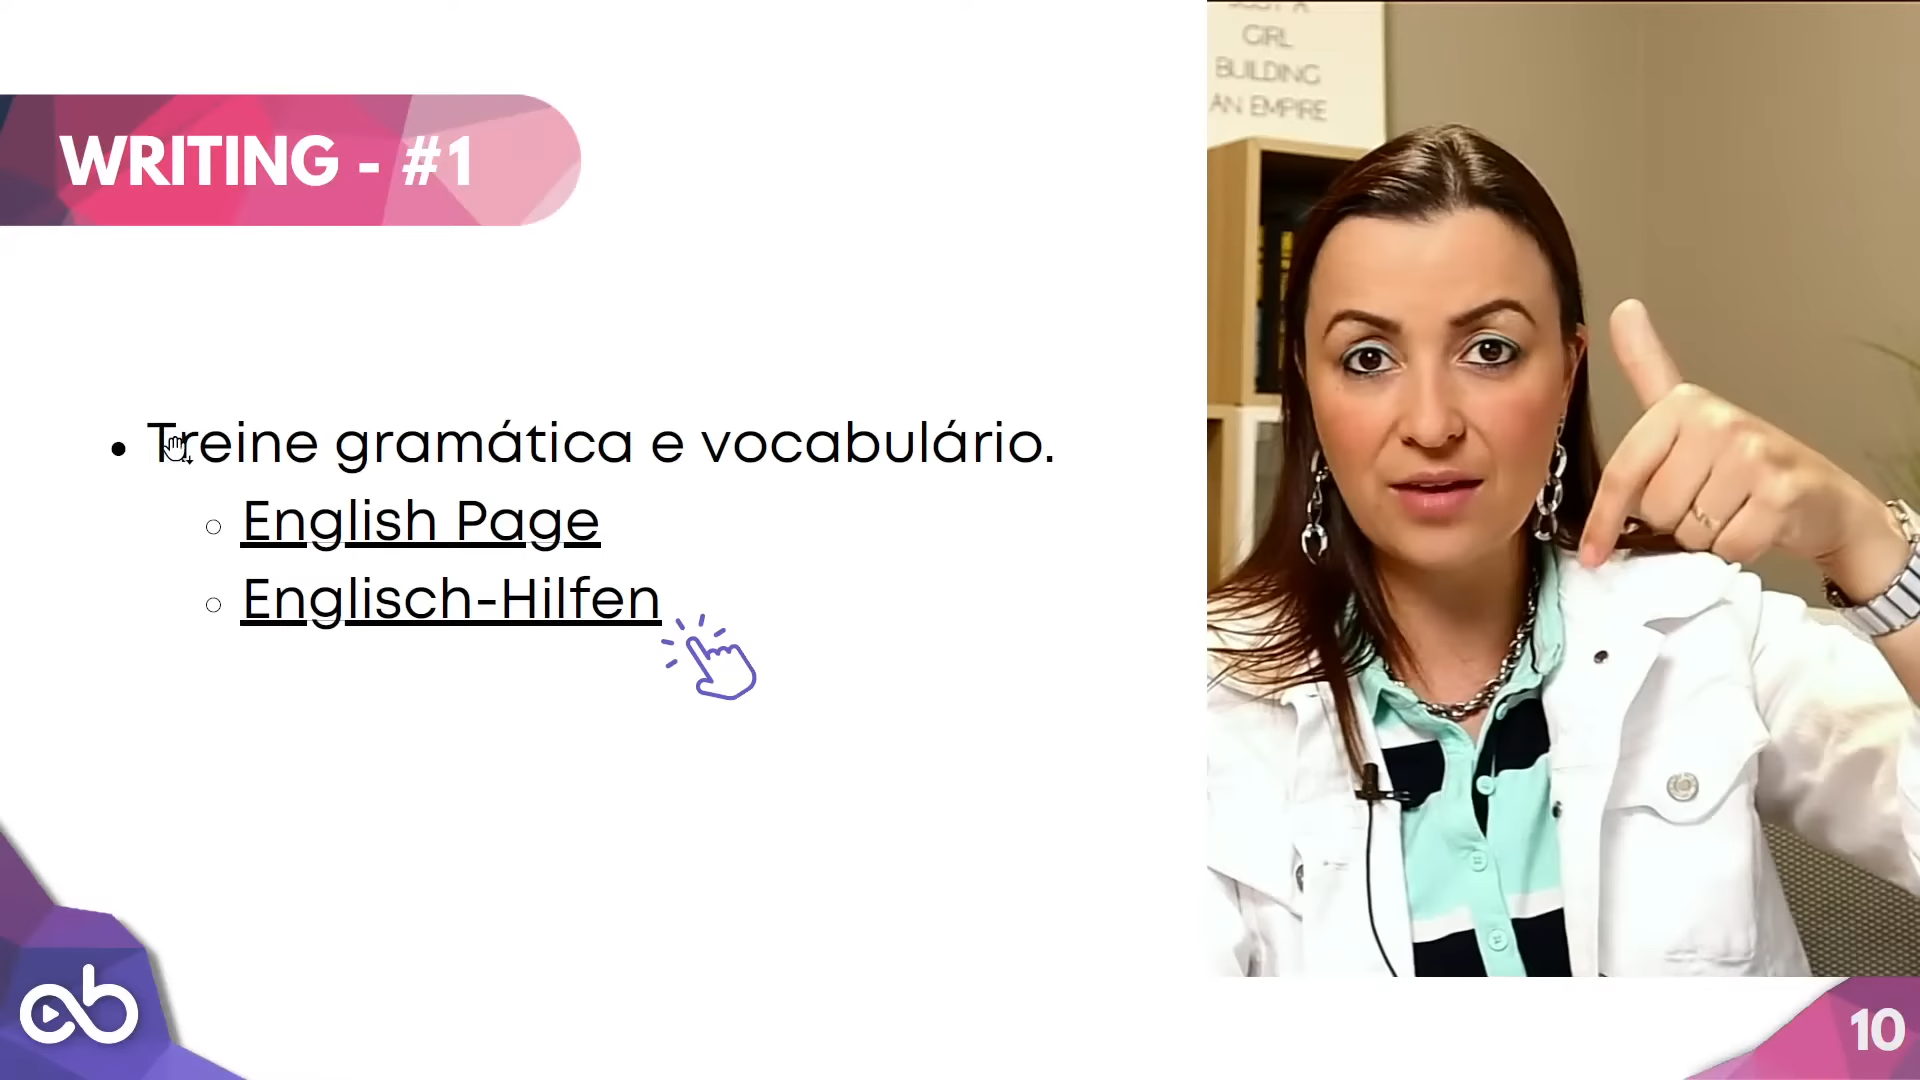 WRITING - #1
Treine gramática e vocabulário.
English Page
Englisch-Hilfen
GIRL
BUILDING
AN EMPIRE
10